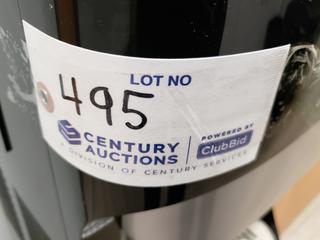 LOT NO
495
CENTURY
AUCTIONS
A DIVISION OF CENTURY SERVICES
POWERED BY
ClubBid